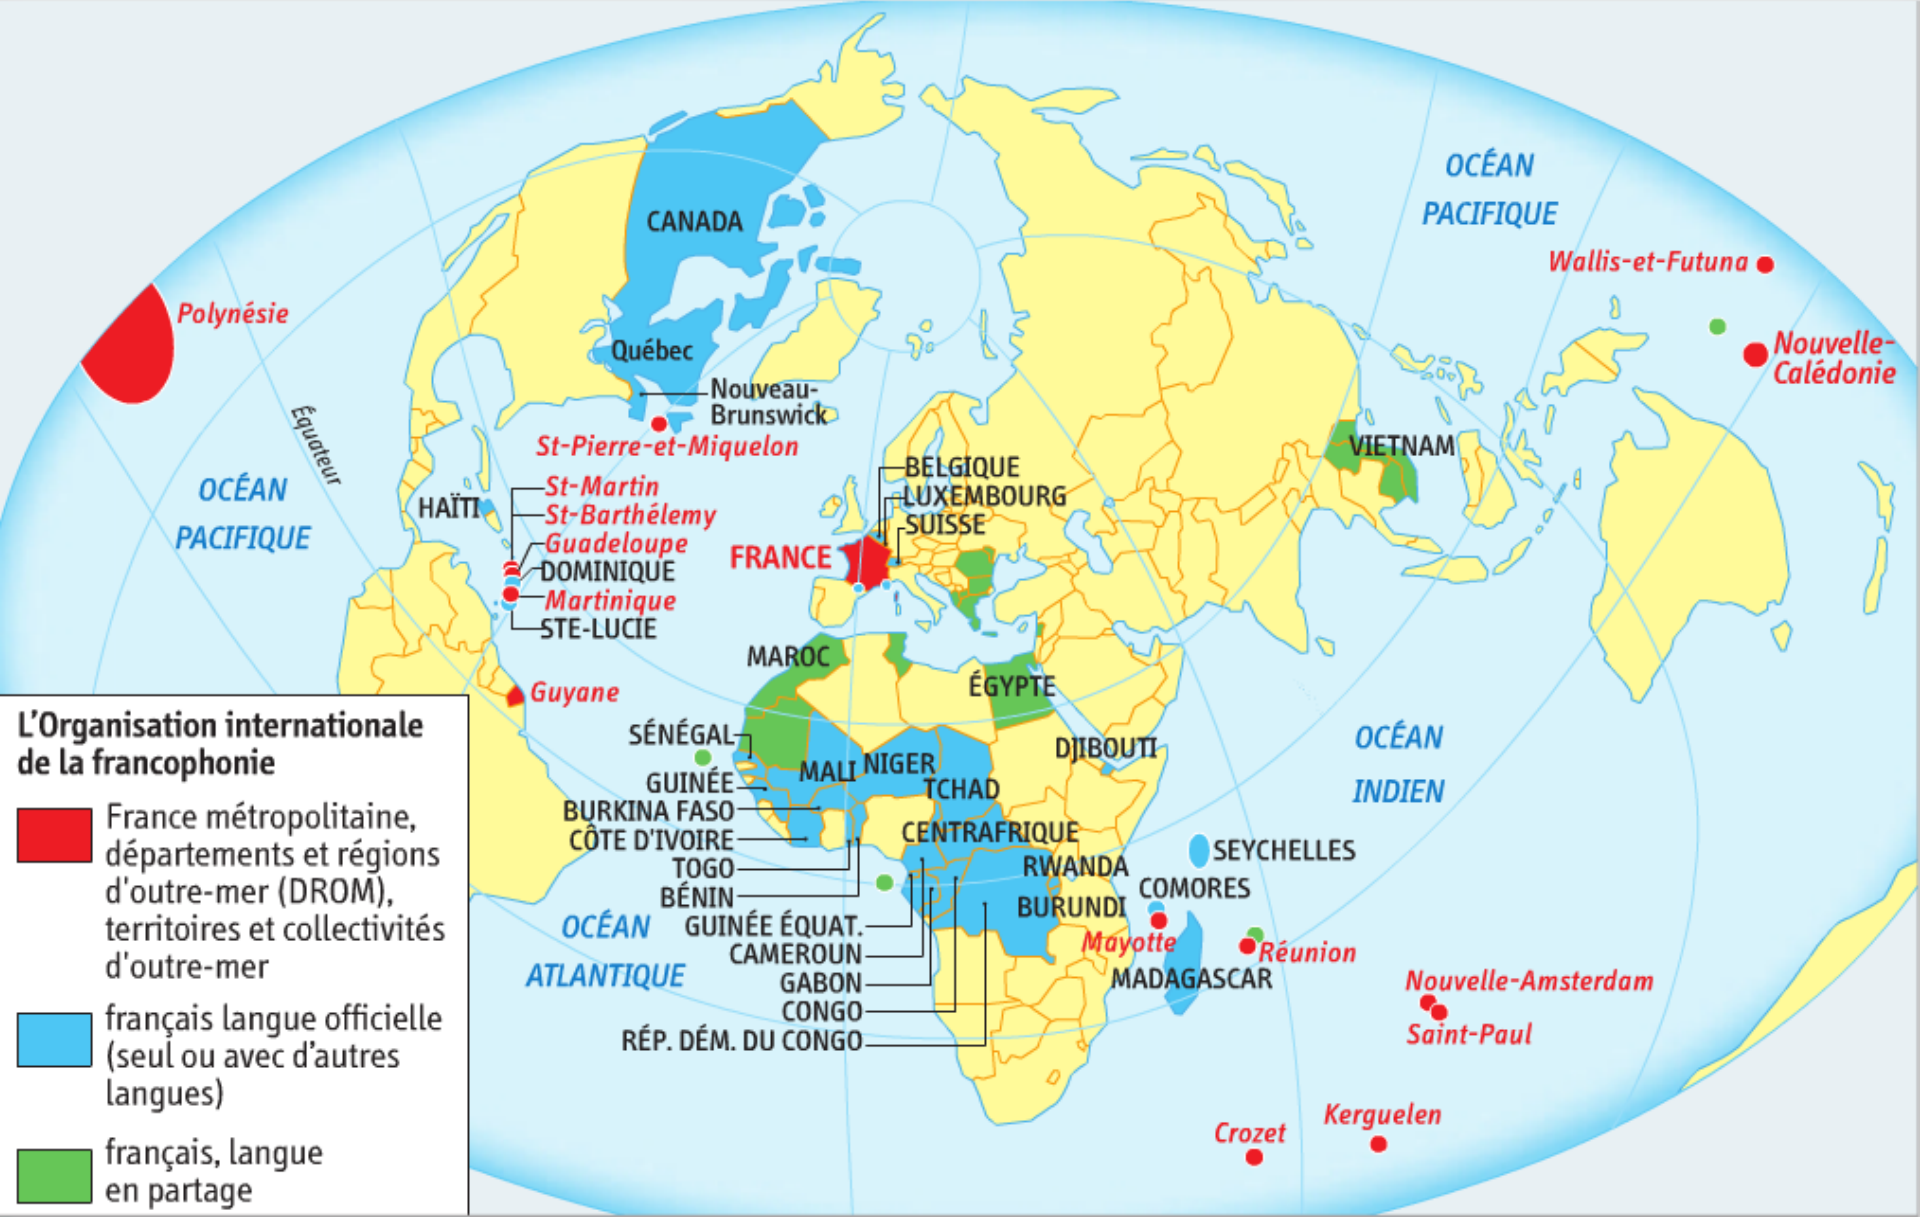 OCÉAN
PACIFIQUE
CANADA
Wallis-et-Futuna
Polynésie
Nouvelle-
Calédonie
Québec
Nouveau-
Brunswick
Équateur
St-Pierre-et-Miquelon
VIETNAM
BELGIQUE
LUXEMBOURG
SUISSE
OCÉAN
PACIFIQUE
HAÏTI
St-Martin
St-Barthélemy
Guadeloupe
DOMINIQUE
Martinique
STE-LUCIE
FRANCE
MAROC
ÉGYPTE
Guyane
SÉNÉGAL
GUINÉE
BURKINA FASO
CÔTE D'IVOIRE
TOGO
BÉNIN
GUINÉE ÉQUAT.
CAMEROUN
GABON
CONGO
RÉP. DÉM. DU CONGO
MALI
NIGER
TCHAD
DJIBOUTI
CENTRAFRIQUE
RWANDA
BURUNDI
OCÉAN
INDIEN
SEYCHELLES
COMORES
Mayotte
MADAGASCAR
Réunion
OCÉAN
ATLANTIQUE
Nouvelle-Amsterdam
Saint-Paul
Kerguelen
Crozet
L'Organisation internationale
de la francophonie
France métropolitaine,
départements et régions
d'outre-mer (DROM),
territoires et collectivités
d'outre-mer
français langue officielle
(seul ou avec d'autres
langues)
français, langue
en partage